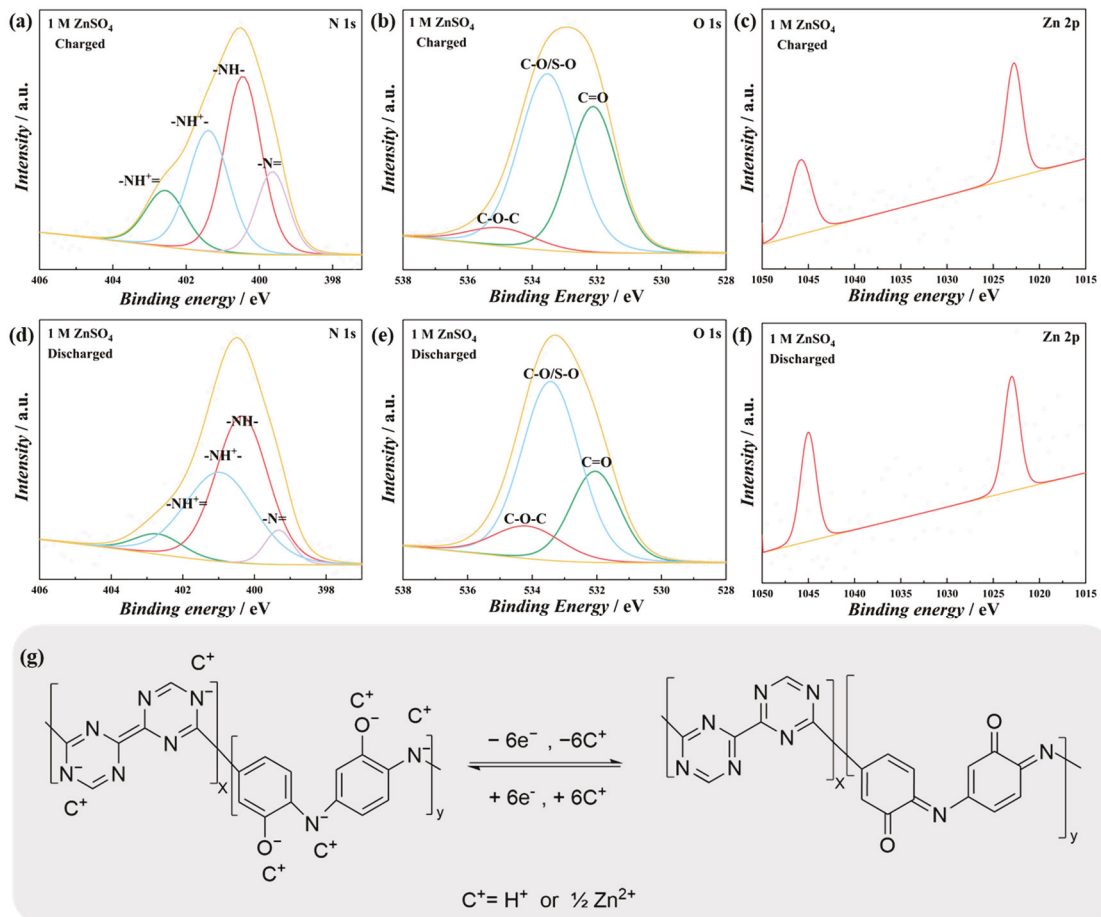 (a)
1 M ZnSO₄
Charged
N 1s
-NH-
-NH⁺-
-NH⁺=
-N=
Intensity / a.u.
406 404 402 400 398
Binding energy / eV
(b)
1 M ZnSO₄
Charged
O 1s
C-O/S-O
C=O
C-O-C
Intensity / a.u.
538 536 534 532 530 528
Binding Energy / eV
(c)
1 M ZnSO₄
Charged
Zn 2p
Intensity / a.u.
1050 1045 1040 1035 1030 1025 1020 1015
Binding energy / eV
(d)
1 M ZnSO₄
Discharged
N 1s
-NH-
-NH⁺-
-NH⁺=
-N=
Intensity / a.u.
406 404 402 400 398
Binding energy / eV
(e)
1 M ZnSO₄
Discharged
O 1s
C-O/S-O
C=O
C-O-C
Intensity / a.u.
538 536 534 532 530 528
Binding Energy / eV
(f)
1 M ZnSO₄
Discharged
Zn 2p
Intensity / a.u.
1050 1045 1040 1035 1030 1025 1020 1015
Binding energy / eV
(g)
C⁺
N N N⁻
N N
N N
N⁻ N
C⁺
x
C⁺
O⁻
C⁺
N⁻
N⁻
O⁻
C⁺
C⁺
y
− 6e⁻ , −6C⁺
+ 6e⁻, + 6C⁺
N N
N N
N N
N
x
O
N
N
O
y
C⁺= H⁺ or ½ Zn²⁺